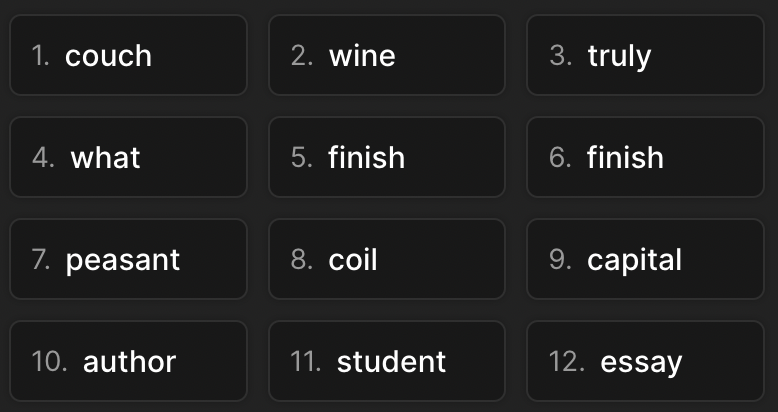 1. couch 2. wine 3. truly
4. what 5. finish 6. finish
7. peasant 8. coil 9. capital
10. author 11. student 12. essay